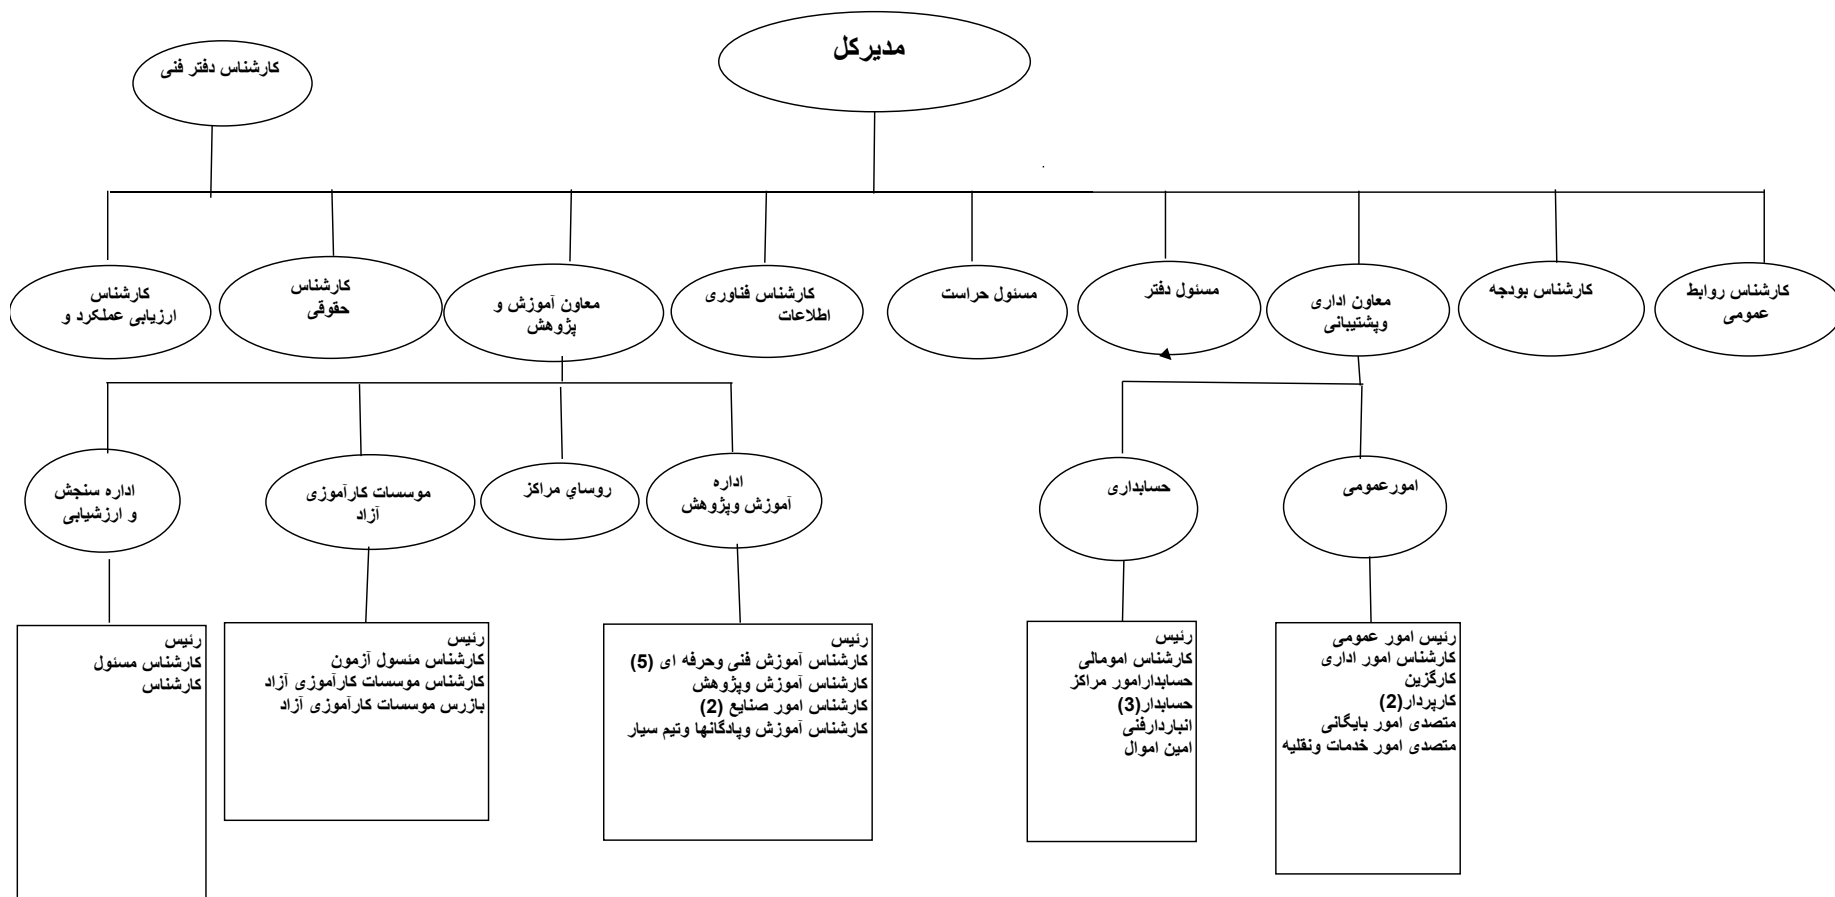 مدیرکل
کارشناس دفتر فنی
کارشناس روابط
عمومی
کارشناس بودجه
معاون اداری
وپشتیبانی
مسئول دفتر
مسئول حراست
کارشناس فناوری
اطلاعات
معاون آموزش و
پژوهش
کارشناس
حقوقی
کارشناس
ارزیابی عملکرد و
امورعمومی
حسابداری
اداره
آموزش وپژوهش
روساي مراکز
موسسات کارآموزی
آزاد
اداره سنجش
و ارزشیابی
رئیس امور عمومی
کارشناس امور اداری
کارگزین
کارپردار(2)
متصدی امور بایگانی
متصدی امور خدمات ونقلیه
رئیس
کارشناس امومالی
حسابدارامور مراکز
حسابدار(3)
انباردارفنی
امین اموال
رئیس
کارشناس آموزش فنی وحرفه ای (5)
کارشناس آموزش وپژوهش
کارشناس امور صنایع (2)
کارشناس آموزش وپادگانها وتیم سیار
رئیس
کارشناس مئسول آزمون
کارشناس موسسات کارآموزی آزاد
بازرس موسسات کارآموزی آزاد
رئیس
کارشناس مسئول
کارشناس